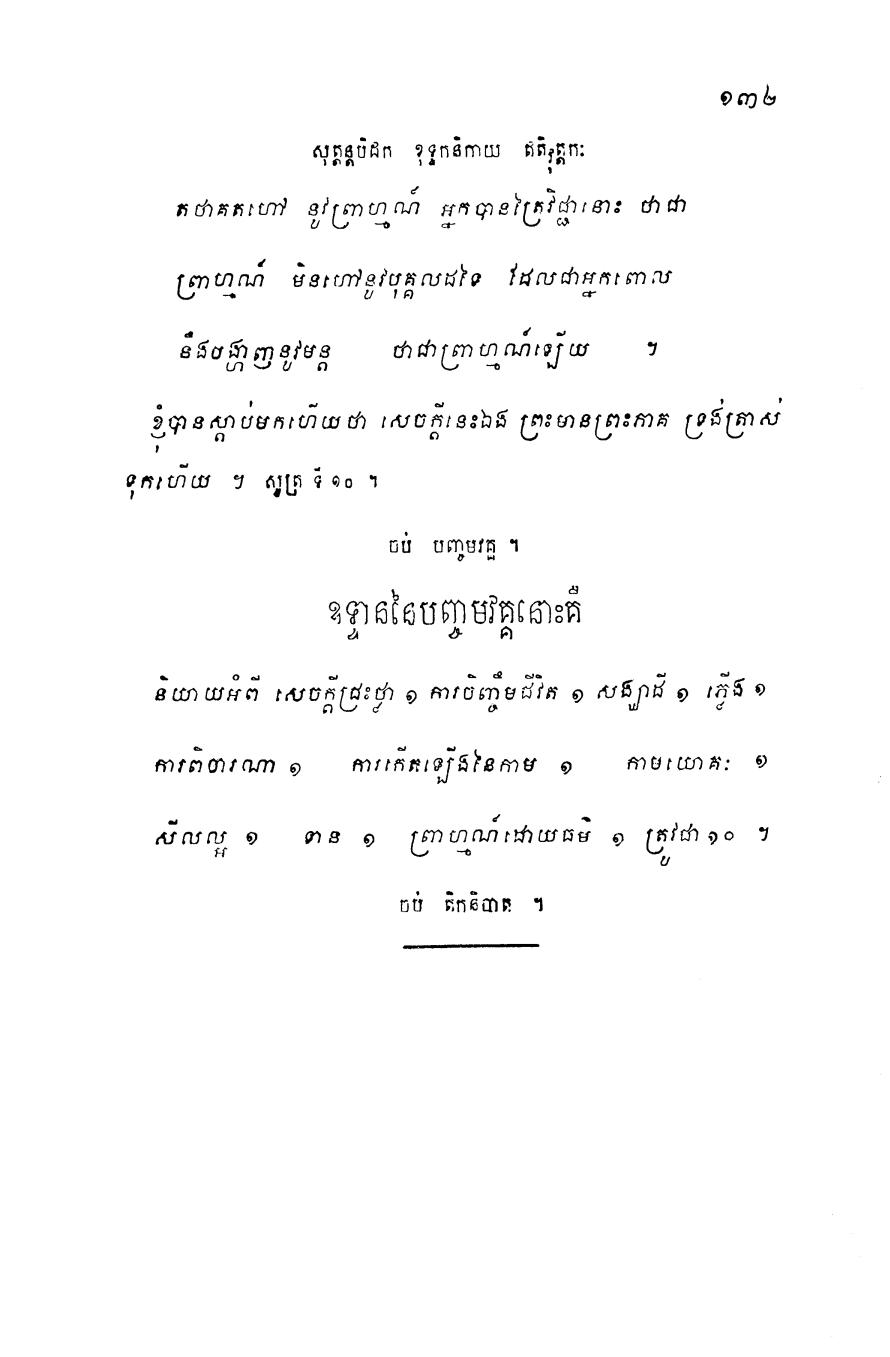 ១៣២
សុត្តន្តបិដក ខុទ្ទកនិកាយ ឥតិវុត្តកៈ
តថាគតហៅ នូវព្រាហ្មណ៍ អ្នកបានត្រៃវិជ្ជានោះ ថាជា
ព្រាហ្មណ៍ មិនហៅនូវបុគ្គលដទៃ ដែលជាអ្នកពោល
នឹងបង្ហាញនូវមន្ត ថាជាព្រាហ្មណ៍ឡើយ ។
ខ្ញុំបានស្តាប់មកហើយថា សេចក្តីនេះឯង ព្រះមានព្រះភាគ ទ្រង់ត្រាស់
ទុកហើយ ។ សូត្រ ទី ១០ ។
ចប់ បញ្ចមវគ្គ ។
ឧទ្ទាននៃបញ្ចមវគ្គនោះគឺ
និយាយអំពី សេចក្តីជ្រះថ្លា ១ ការចិញ្ចឹមជីវិត ១ សង្ឃាដី ១ ភ្លើង ១
ការពិចារណា ១ ការកើតឡើងនៃកាម ១ កាមយោគៈ ១
សីលល្អ ១ ទាន ១ ព្រាហ្មណ៍ដោយធម៌ ១ ត្រូវជា ១០ ។
ចប់ តិកនិបាត ។